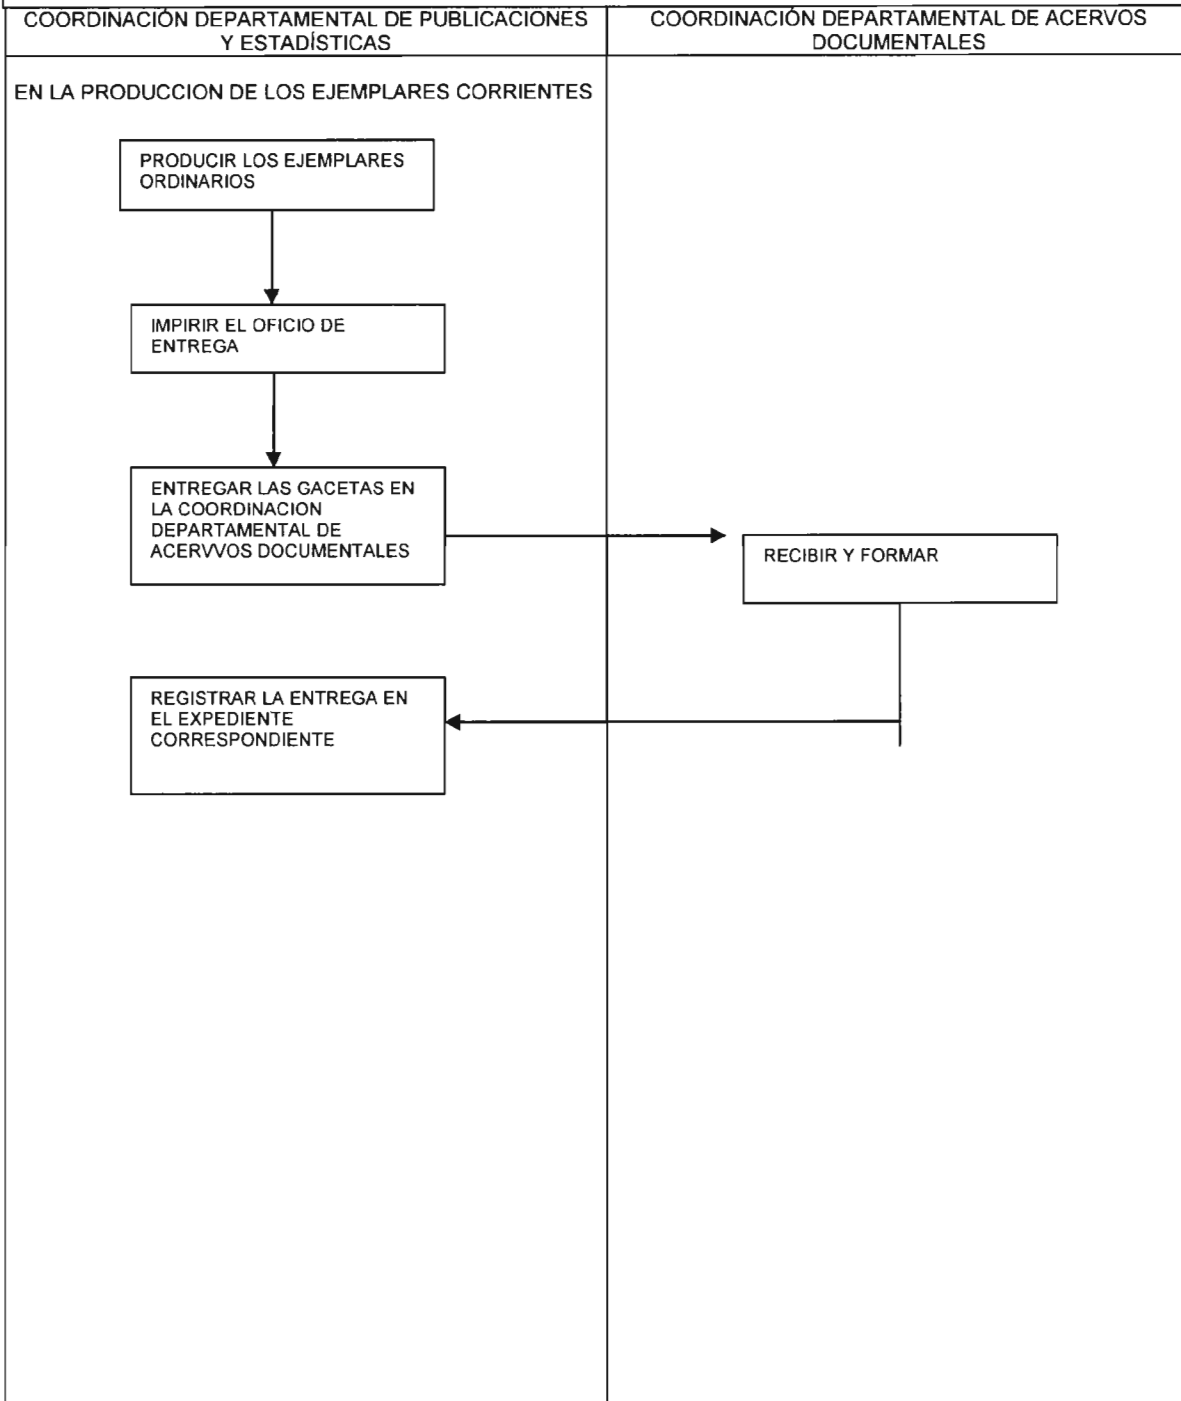 COORDINACIÓN DEPARTAMENTAL DE PUBLICACIONES
Y ESTADÍSTICAS
COORDINACIÓN DEPARTAMENTAL DE ACERVOS
DOCUMENTALES
EN LA PRODUCCION DE LOS EJEMPLARES CORRIENTES
PRODUCIR LOS EJEMPLARES
ORDINARIOS
IMPIRIR EL OFICIO DE
ENTREGA
ENTREGAR LAS GACETAS EN
LA COORDINACION
DEPARTAMENTAL DE
ACERVVOS DOCUMENTALES
RECIBIR Y FORMAR
REGISTRAR LA ENTREGA EN
EL EXPEDIENTE
CORRESPONDIENTE